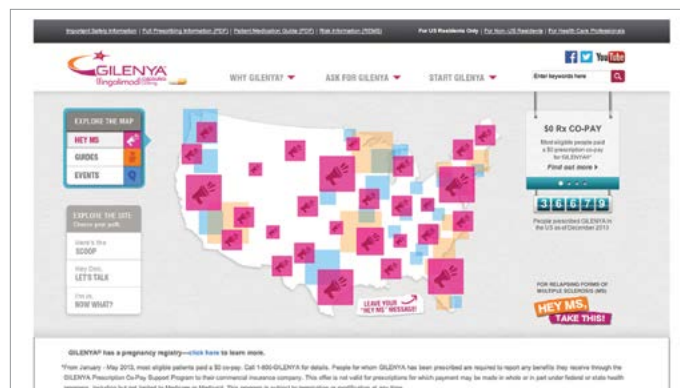 Important Safety Information | Full Prescribing Information (PDF) | Patient Medication Guide (PDF) | Risk Information (REMS)
For US Residents Only | For Non-US Residents | For Health Care Professionals
GILENYA
(fingolimod)
YouTube
WHY GILENYA?
ASK FOR GILENYA
START GILENYA
Enter keywords here
EXPLORE THE MAP
HEY MS
GUIDES
EVENTS
EXPLORE THE SITE
Choose your path
Here's the
SCOOP
Hey Doc,
LET'S TALK
I'm in,
NOW WHAT?
LEAVE YOUR
"HEY MS" MESSAGE!
$0 Rx CO-PAY
Most eligible people paid
a $0 prescription co-pay
for GILENYA*
Find out more
36679
People prescribed GILENYA in
the US as of December 2013
FOR RELAPSING FORMS OF
MULTIPLE SCLEROSIS (MS)
HEY MS,
TAKE THIS!
GILENYA® has a pregnancy registry—click here to learn more.
*From January - May 2013, most eligible patients paid a $0 co-pay. Call 1-800-GILENYA for details. People for whom GILENYA has been prescribed are required to report any benefits they receive through the
GILENYA Prescription Co-Pay Support Program to their commercial insurance company. This offer is not valid for prescriptions for which payment may be made in whole or in part under federal or state health